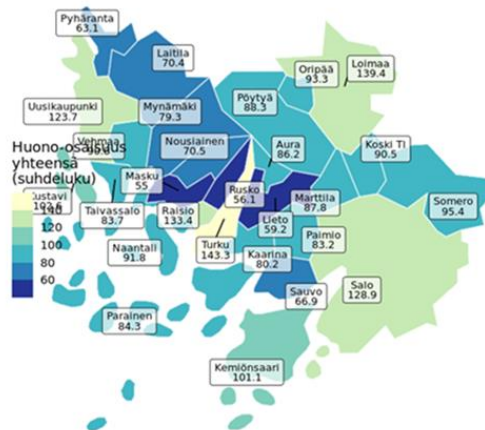 Pyhäranta
63.1
Laitila
70.4
Loimaa
139.4
Oripää
93.3
Uusikaupunki
123.7
Mynämäki
79.3
Pöytyä
88.3
Vehmaa
Nousiainen
70.5
Aura
86.2
Koski Tl
90.5
Huono-osaisuus
yhteensä
(suhdeluku)
Masku
55
Rusko
56.1
Marttila
87.8
Somero
95.4
Kustavi
102.6
Taivassalo
83.7
Raisio
133.4
Lieto
59.2
Turku
143.3
Paimio
83.2
Naantali
91.8
Kaarina
80.2
Sauvo
66.9
Salo
128.9
Parainen
84.3
Kemiönsaari
101.1
140
120
100
80
60